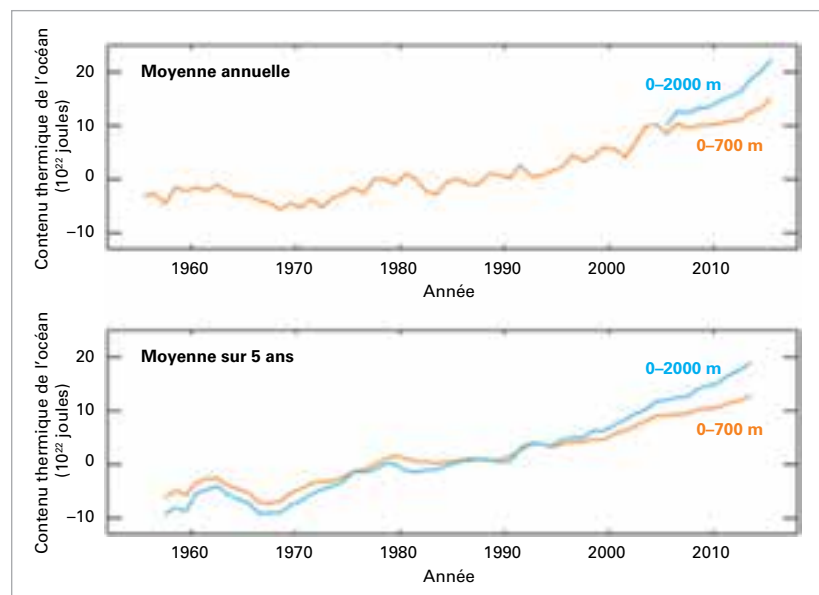 Moyenne annuelle
0–2000 m
0–700 m
Contenu thermique de l'océan
(10²² joules)
20
10
0
–10
1960 1970 1980 1990 2000 2010
Année
Moyenne sur 5 ans
0–2000 m
0–700 m
Contenu thermique de l'océan
(10²² joules)
20
10
0
–10
1960 1970 1980 1990 2000 2010
Année